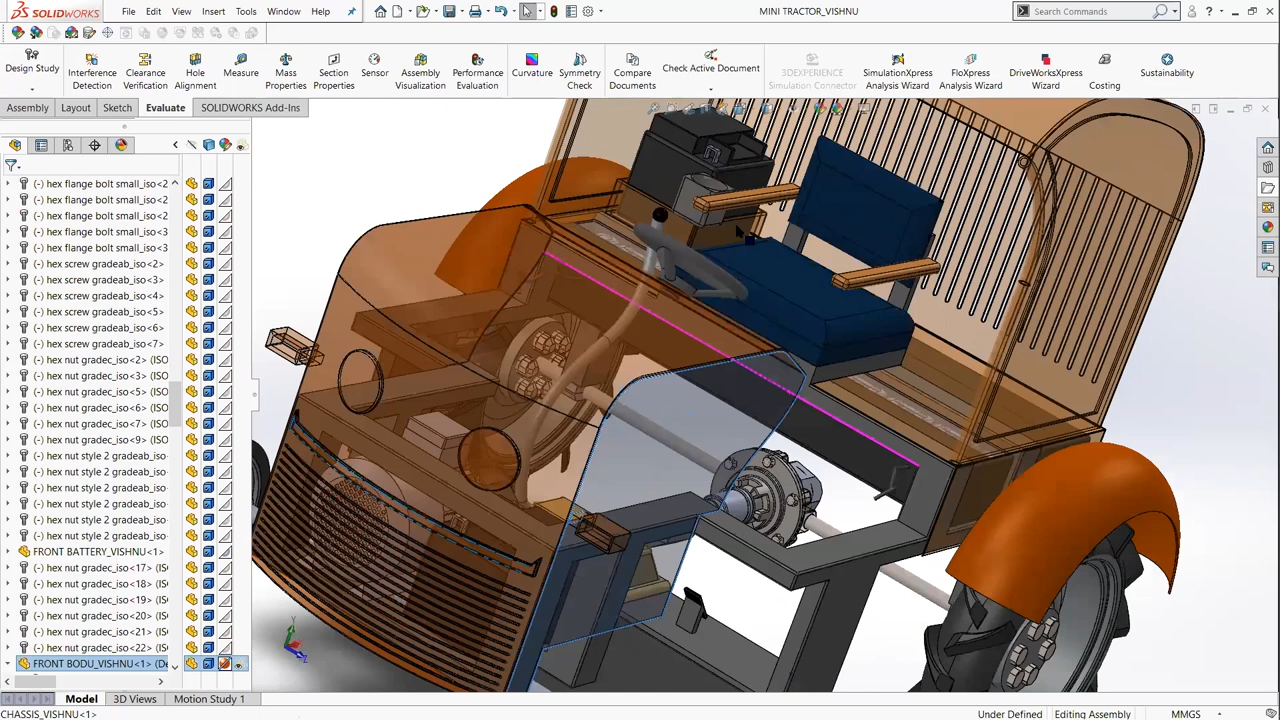 SOLIDWORKS File Edit View Insert Tools Window Help MINI TRACTOR_VISHNU Search Commands
Design Study
Interference Detection
Clearance Verification
Hole Alignment
Measure
Mass Properties
Section Properties
Sensor
Assembly Visualization
Performance Evaluation
Curvature
Symmetry Check
Compare Documents
Check Active Document
3DEXPERIENCE Simulation Connector
SimulationXpress Analysis Wizard
FloXpress Analysis Wizard
DriveWorksXpress Wizard
Costing
Sustainability
Assembly Layout Sketch Evaluate SOLIDWORKS Add-Ins
(-) hex flange bolt small_iso<2
(-) hex flange bolt small_iso<2
(-) hex flange bolt small_iso<2
(-) hex flange bolt small_iso<3
(-) hex flange bolt small_iso<3
(-) hex screw gradeab_iso<2>
(-) hex screw gradeab_iso<3>
(-) hex screw gradeab_iso<4>
(-) hex screw gradeab_iso<5>
(-) hex screw gradeab_iso<6>
(-) hex screw gradeab_iso<7>
(-) hex nut gradec_iso<2> (ISO
(-) hex nut gradec_iso<3> (ISO
(-) hex nut gradec_iso<5> (ISO
(-) hex nut gradec_iso<6> (ISO
(-) hex nut gradec_iso<7> (ISO
(-) hex nut gradec_iso<9> (ISO
(-) hex nut style 2 gradeab_iso
(-) hex nut style 2 gradeab_iso
(-) hex nut style 2 gradeab_iso
(-) hex nut style 2 gradeab_iso
(-) hex nut style 2 gradeab_iso
(-) hex nut style 2 gradeab_iso
FRONT BATTERY_VISHNU<1>
(-) hex nut gradec_iso<17> (IS
(-) hex nut gradec_iso<18> (IS
(-) hex nut gradec_iso<19> (IS
(-) hex nut gradec_iso<20> (IS
(-) hex nut gradec_iso<21> (IS
(-) hex nut gradec_iso<22> (IS
FRONT BODU_VISHNU<1> (De
Model 3D Views Motion Study 1
CHASSIS_VISHNU<1> Under Defined Editing Assembly MMGS